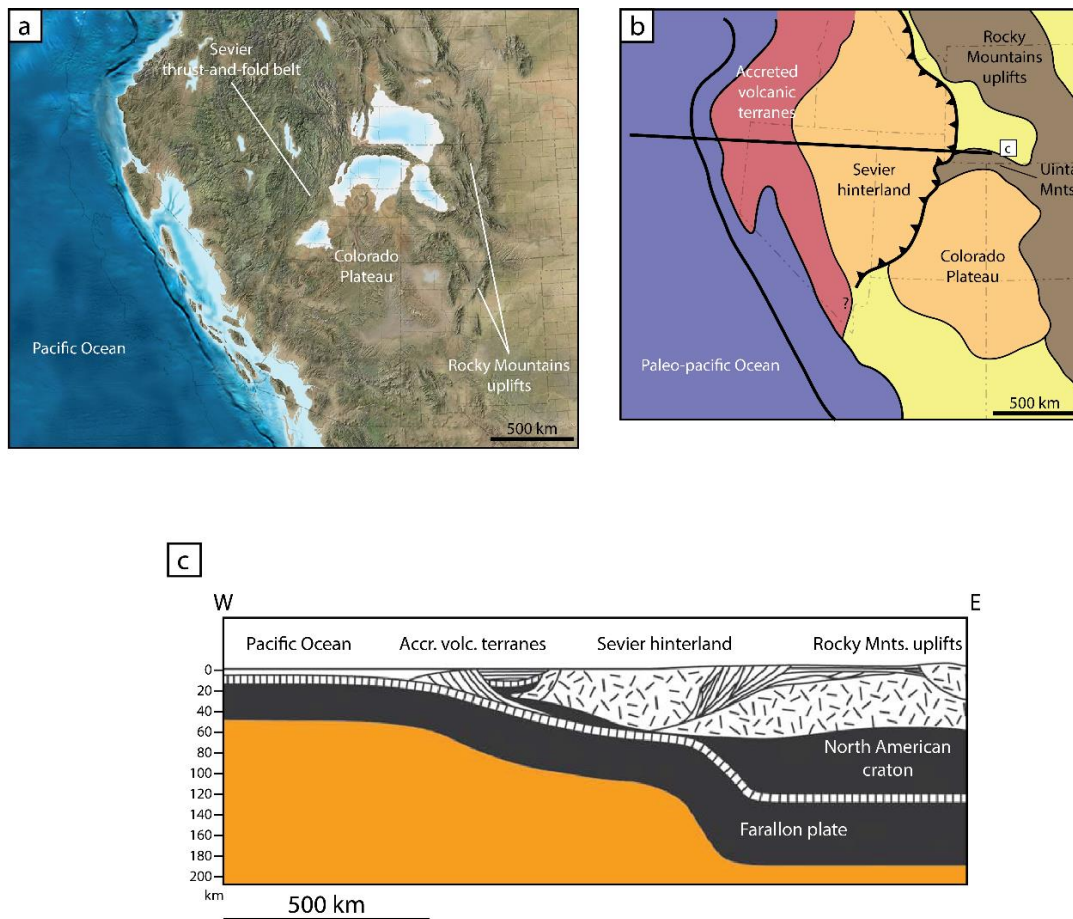 a
Sevier
thrust-and-fold belt
Colorado
Plateau
Pacific Ocean
Rocky Mountains
uplifts
500 km
b
Rocky
Mountains
uplifts
Accreted
volcanic
terranes
c
Sevier
hinterland
Uinta
Mnts.
Colorado
Plateau
?
Paleo-pacific Ocean
500 km
c
W
E
Pacific Ocean
Accr. volc. terranes
Sevier hinterland
Rocky Mnts. uplifts
0
20
40
60
80
100
120
140
160
180
200
km
North American
craton
Farallon plate
500 km